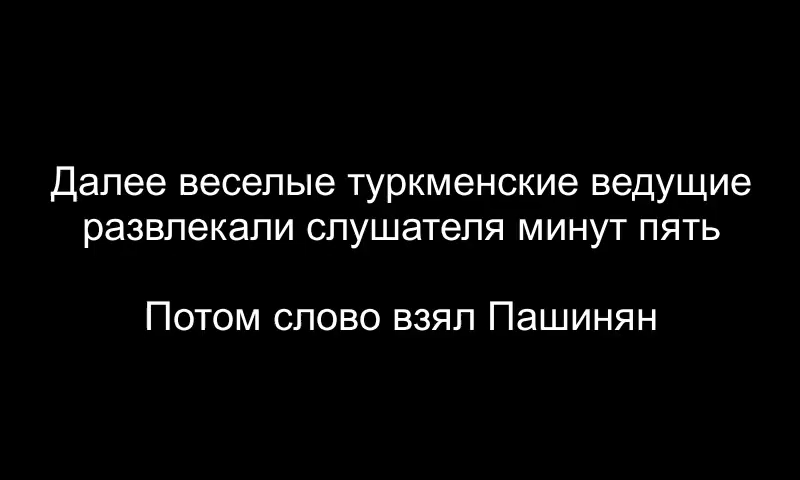 Далее веселые туркменские ведущие
развлекали слушателя минут пять
Потом слово взял Пашинян